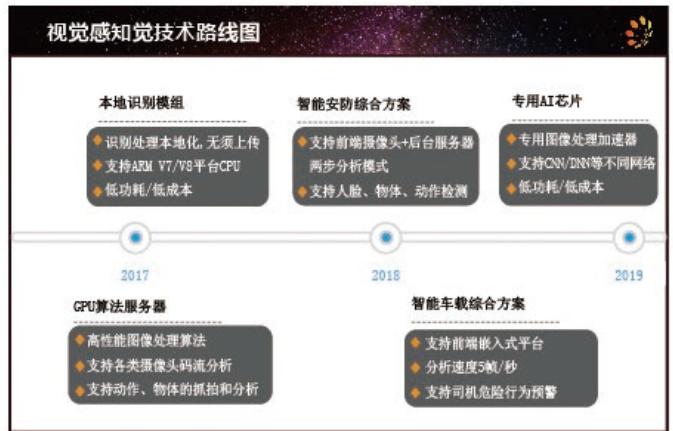 视觉感知觉技术路线图
本地识别模组
识别处理本地化,无须上传
支持ARM V7/V8平台CPU
低功耗/低成本
智能安防综合方案
支持前端摄像头+后台服务器
两步分析模式
支持人脸、物体、动作检测
专用AI芯片
专用图像处理加速器
支持CNN/DNN等不同网络
低功耗/低成本
2017
2018
2019
GPU算法服务器
高性能图像处理算法
支持各类摄像头码流分析
支持动作、物体的抓拍和分析
智能车载综合方案
支持前端嵌入式平台
分析速度5帧/秒
支持司机危险行为预警